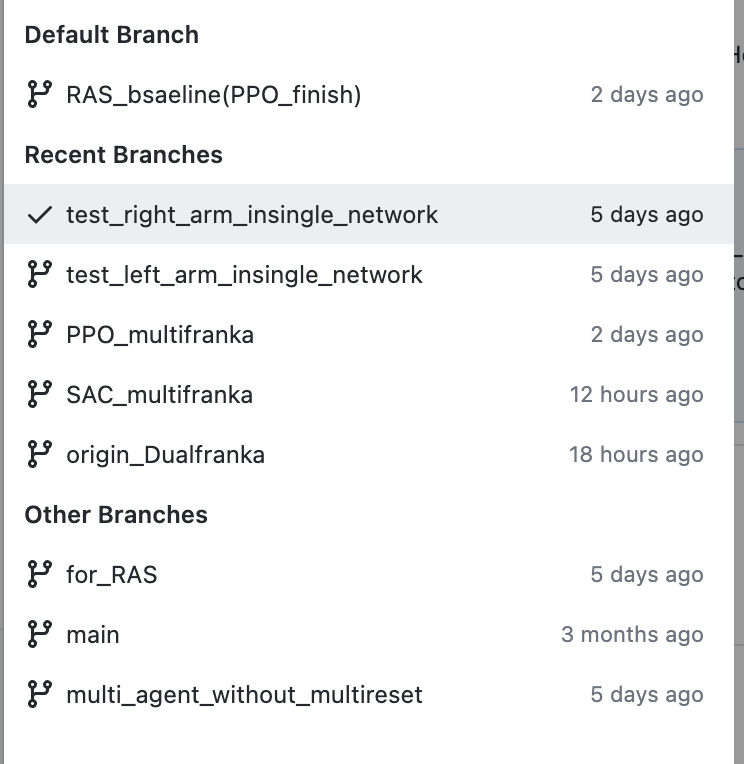 Default Branch
RAS_bsaeline(PPO_finish) 2 days ago
Recent Branches
test_right_arm_insingle_network 5 days ago
test_left_arm_insingle_network 5 days ago
PPO_multifranka 2 days ago
SAC_multifranka 12 hours ago
origin_Dualfranka 18 hours ago
Other Branches
for_RAS 5 days ago
main 3 months ago
multi_agent_without_multireset 5 days ago